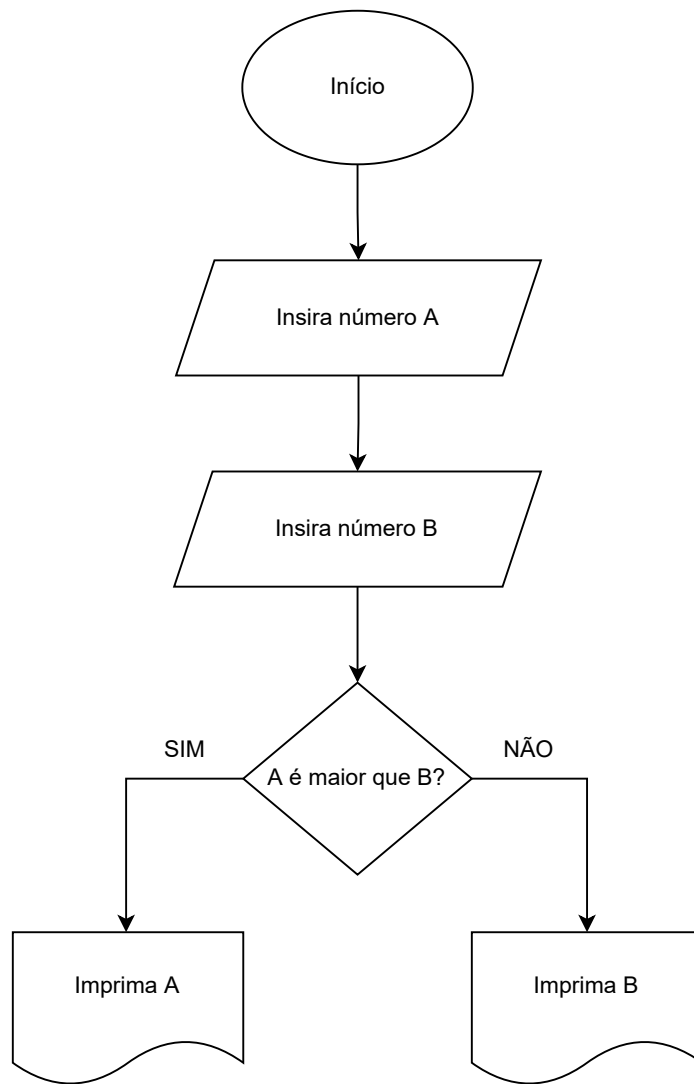 Início
Insira número A
Insira número B
A é maior que B?
SIM
NÃO
Imprima A
Imprima B